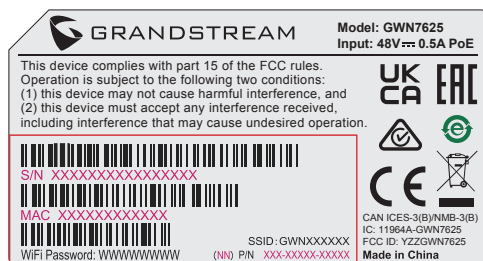 GRANDSTREAM
Model: GWN7625
Input: 48V⎓0.5A PoE
This device complies with part 15 of the FCC rules.
Operation is subject to the following two conditions:
(1) this device may not cause harmful interference, and
(2) this device must accept any interference received,
including interference that may cause undesired operation.
UK
CA
EAC
CE
S/N XXXXXXXXXXXXXXXX
MAC XXXXXXXXXXXX
SSID: GWNXXXXXX
WiFi Password: WWWWWWWW
(NN) P/N XXX-XXXXX-XXXXX
CAN ICES-3(B)/NMB-3(B)
IC: 11964A-GWN7625
FCC ID: YZZGWN7625
Made in China